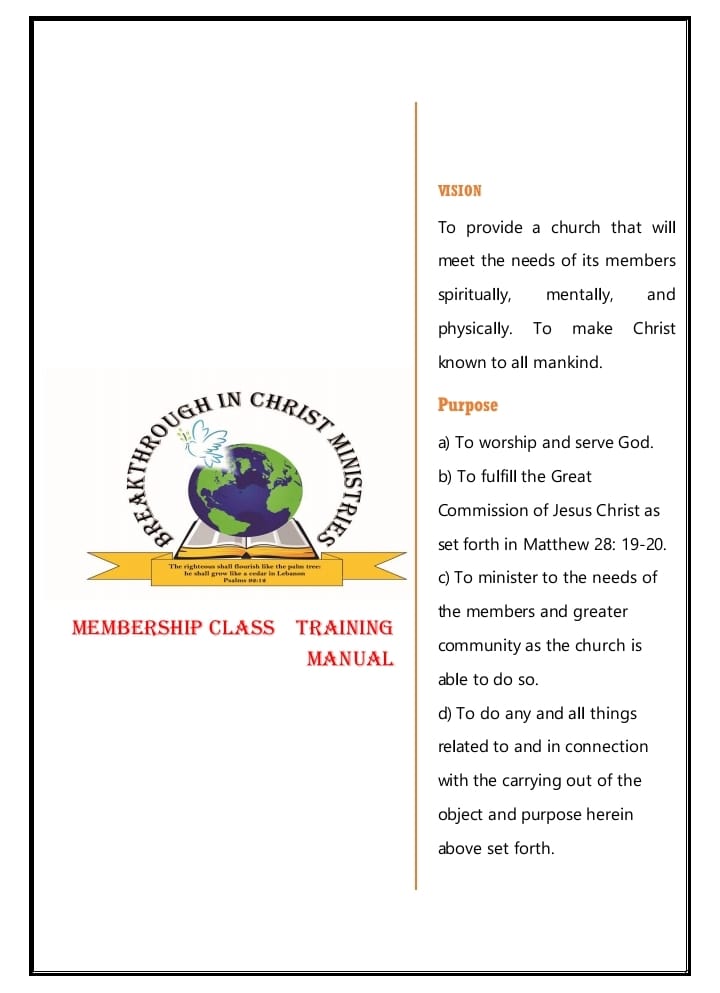 BREAKTHROUGH IN CHRIST MINISTRIES
The righteous shall flourish like the palm tree:
he shall grow like a cedar in Lebanon
Psalms 92:12
MEMBERSHIP CLASS TRAINING
MANUAL
VISION
To provide a church that will
meet the needs of its members
spiritually, mentally, and
physically. To make Christ
known to all mankind.
Purpose
a) To worship and serve God.
b) To fulfill the Great
Commission of Jesus Christ as
set forth in Matthew 28: 19-20.
c) To minister to the needs of
the members and greater
community as the church is
able to do so.
d) To do any and all things
related to and in connection
with the carrying out of the
object and purpose herein
above set forth.